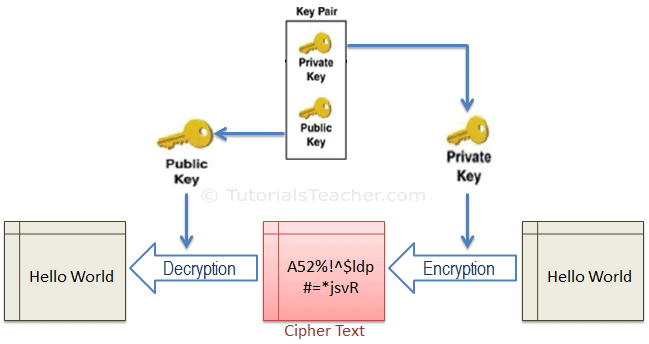 Key Pair
Private
Key
Public
Key
Public
Key
Private
Key
© TutorialsTeacher.com
Hello World
Decryption
A52%!^$ldp
#=*jsvR
Encryption
Hello World
Cipher Text